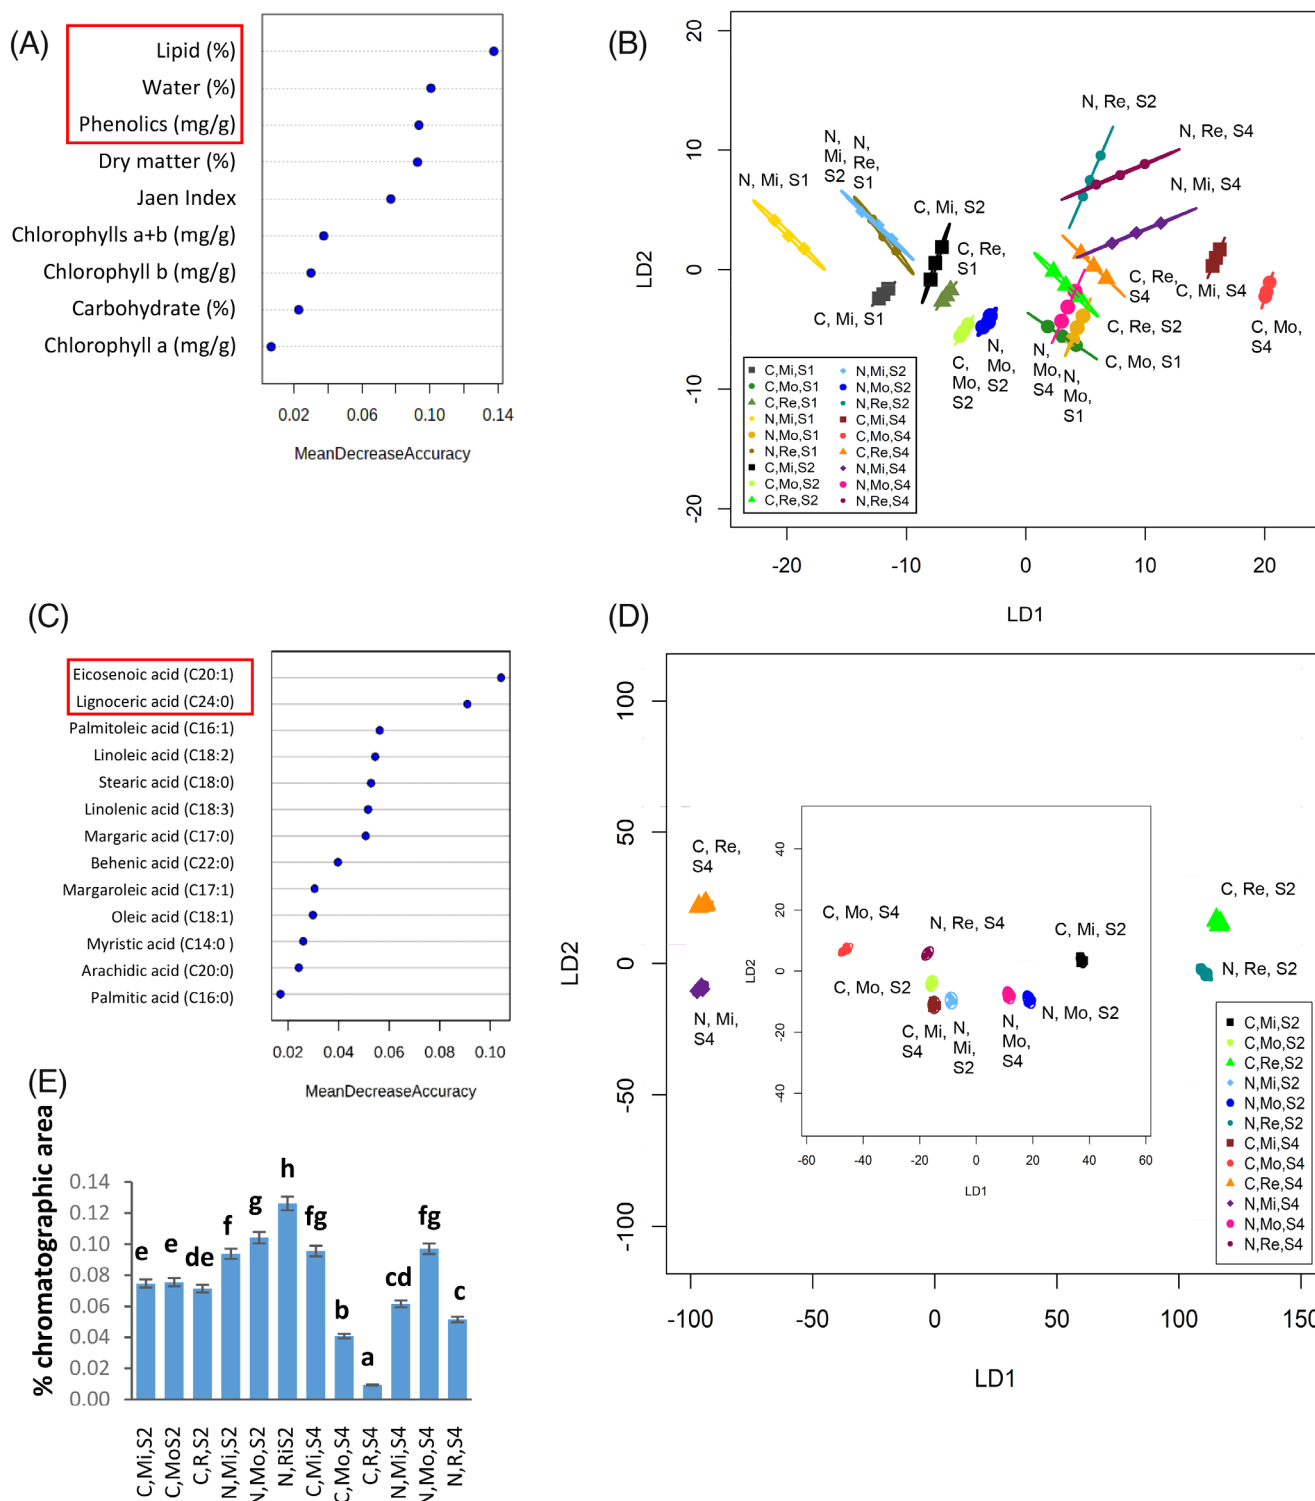 (A)
Lipid (%)
Water (%)
Phenolics (mg/g)
Dry matter (%)
Jaen Index
Chlorophylls a+b (mg/g)
Chlorophyll b (mg/g)
Carbohydrate (%)
Chlorophyll a (mg/g)
0.02
0.06
0.10
0.14
MeanDecreaseAccuracy
(B)
20
10
0
-10
-20
LD2
N, Re, S2
N, Re, S4
N, Mi, S4
N,
Mi,
S2
N,
Re,
S1
N, Mi, S1
C, Mi, S2
C, Re,
S1
C, Mi, S1
C, Re,
S4
C, Mi, S4
C, Re, S2
C, Mo,
S4
C, Mo, S1
C,
Mo,
S2
N,
Mo,
S2
N,
Mo,
S4
N,
Mo,
S1
C,Mi,S1
C,Mo,S1
C,Re,S1
N,Mi,S1
N,Mo,S1
N,Re,S1
C,Mi,S2
C,Mo,S2
C,Re,S2
N,Mi,S2
N,Mo,S2
N,Re,S2
C,Mi,S4
C,Mo,S4
C,Re,S4
N,Mi,S4
N,Mo,S4
N,Re,S4
-20
-10
0
10
20
LD1
(C)
Eicosenoic acid (C20:1)
Lignoceric acid (C24:0)
Palmitoleic acid (C16:1)
Linoleic acid (C18:2)
Stearic acid (C18:0)
Linolenic acid (C18:3)
Margaric acid (C17:0)
Behenic acid (C22:0)
Margaroleic acid (C17:1)
Oleic acid (C18:1)
Myristic acid (C14:0 )
Arachidic acid (C20:0)
Palmitic acid (C16:0)
0.02
0.04
0.06
0.08
0.10
MeanDecreaseAccuracy
(D)
100
50
0
-50
-100
LD2
C, Re,
S4
N, Mi,
S4
C, Re, S2
N, Re, S2
40
20
0
-20
-40
LD2
C, Mo, S4
N, Re, S4
C, Mi, S2
C, Mo, S2
C, Mi,
S4
N,
Mi,
S2
N,
Mo,
S4
N, Mo, S2
-60
-40
-20
0
20
40
60
LD1
C,Mi,S2
C,Mo,S2
C,Re,S2
N,Mi,S2
N,Mo,S2
N,Re,S2
C,Mi,S4
C,Mo,S4
C,Re,S4
N,Mi,S4
N,Mo,S4
N,Re,S4
-100
-50
0
50
100
150
LD1
(E)
% chromatographic area
0.14
0.12
0.10
0.08
0.06
0.04
0.02
0.00
e
e
de
f
g
h
fg
b
a
cd
fg
c
C,Mi,S2
C,MoS2
C,R,S2
N,Mi,S2
N,Mo,S2
N,RiS2
C,Mi,S4
C,Mo,S4
C,R,S4
N,Mi,S4
N,Mo,S4
N,R,S4